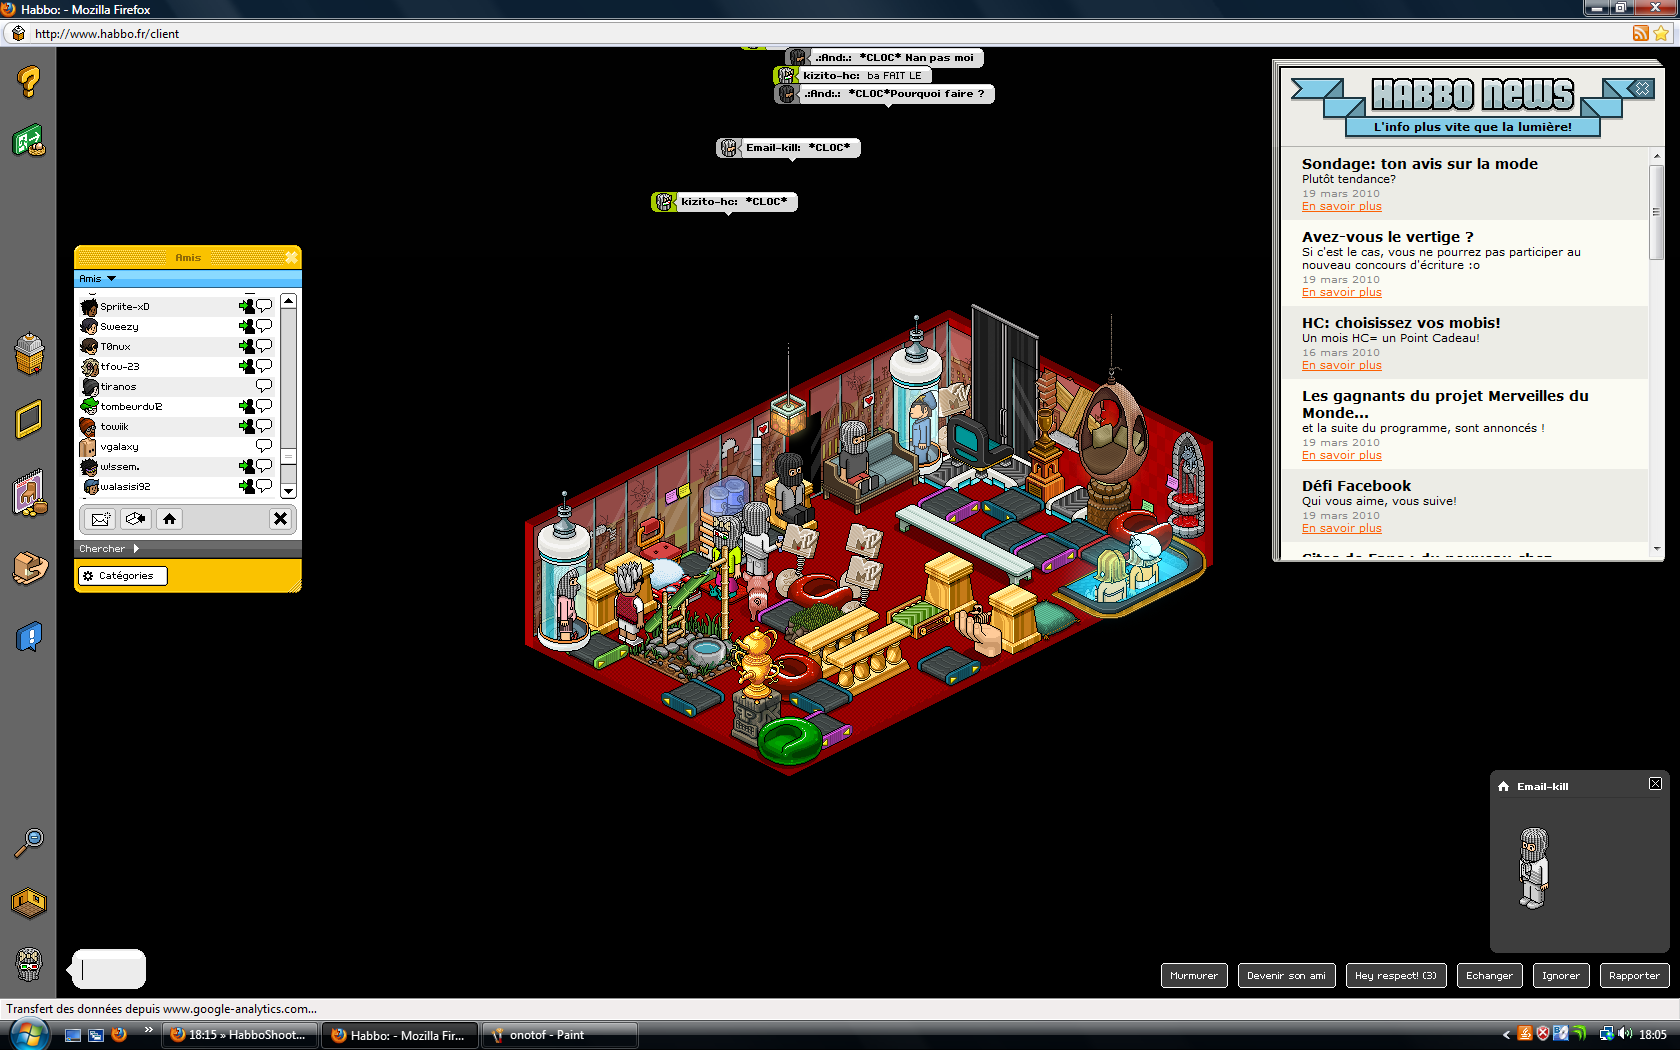 Habbo: - Mozilla Firefox
http://www.habbo.fr/client
.:And:.: *CLOC* Nan pas moi
kizito-hc: ba FAIT LE
.:And:.: *CLOC*Pourquoi faire ?
Email-kill: *CLOC*
kizito-hc: *CLOC*
Amis
Amis
Spriite-xD
Sweezy
T0nux
tfou-23
tiranos
tombeurdu12
towiik
vgalaxy
w!ssem.
walasisi92
Chercher
Catégories
HABBO NEWS
L'info plus vite que la lumière!
Sondage: ton avis sur la mode
Plutôt tendance?
19 mars 2010
En savoir plus
Avez-vous le vertige ?
Si c'est le cas, vous ne pourrez pas participer au
nouveau concours d'écriture :o
19 mars 2010
En savoir plus
HC: choisissez vos mobis!
Un mois HC= un Point Cadeau!
16 mars 2010
En savoir plus
Les gagnants du projet Merveilles du
Monde...
et la suite du programme, sont annoncés !
19 mars 2010
En savoir plus
Défi Facebook
Qui vous aime, vous suive!
19 mars 2010
En savoir plus
MTV
MTV
MTV
MTV
Email-kill
Murmurer
Devenir son ami
Hey respect! (3)
Echanger
Ignorer
Rapporter
Transfert des données depuis www.google-analytics.com...
18:15 » HabboShoot...
Habbo: - Mozilla Fir...
onotof - Paint
18:05